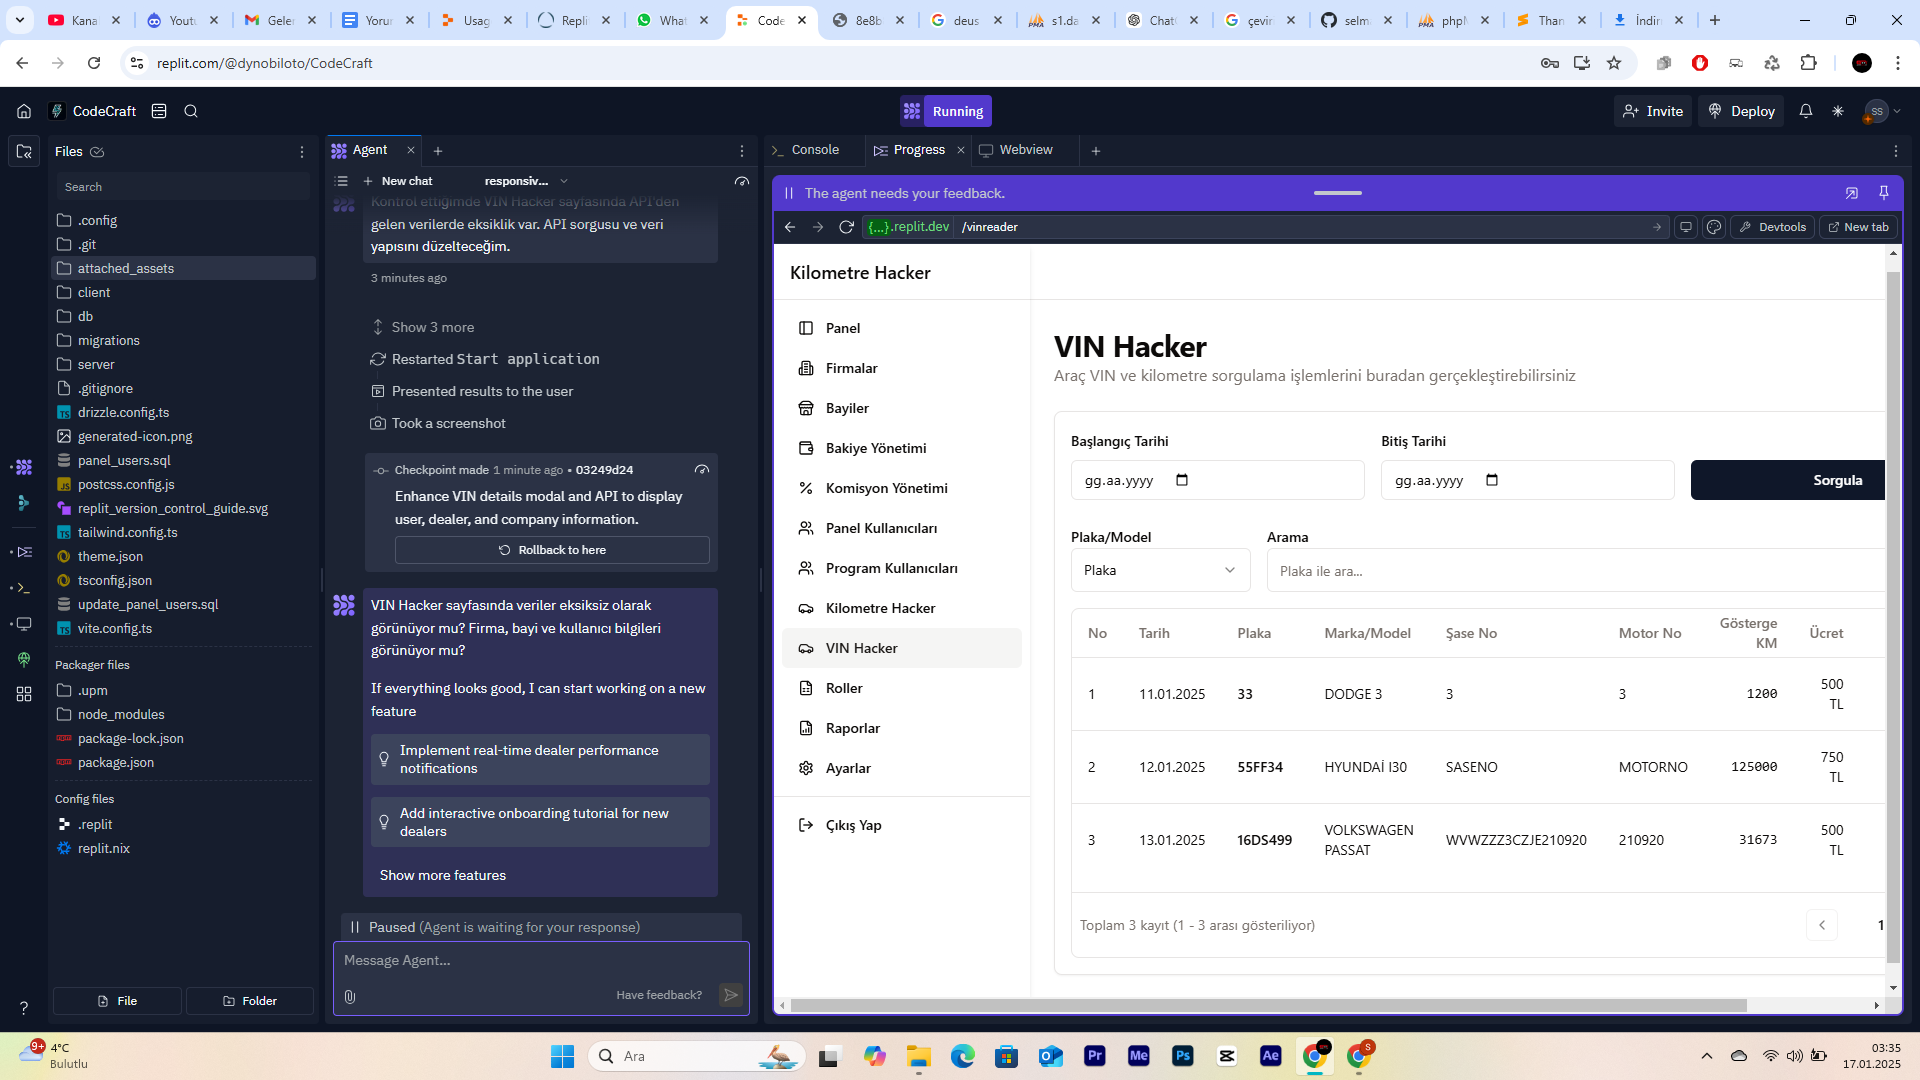 Kana
Yout
Geler
Yorur
Usag
Repli
What
Code
8e8b
deus
s1.da
Chat
çevir
selm
phpM
Than
İndir
replit.com/@dynobiloto/CodeCraft
CodeCraft
Running
Invite
Deploy
SS
Files
Search
.config
.git
attached_assets
client
db
migrations
server
.gitignore
drizzle.config.ts
generated-icon.png
panel_users.sql
postcss.config.js
replit_version_control_guide.svg
tailwind.config.ts
theme.json
tsconfig.json
update_panel_users.sql
vite.config.ts
Packager files
.upm
node_modules
package-lock.json
package.json
Config files
.replit
replit.nix
File
Folder
Agent
New chat
responsiv...
Kontrol ettiğimde VIN Hacker sayfasında API'den
gelen verilerde eksiklik var. API sorgusu ve veri
yapısını düzelteceğim.
3 minutes ago
Show 3 more
Restarted Start application
Presented results to the user
Took a screenshot
Checkpoint made 1 minute ago • 03249d24
Enhance VIN details modal and API to display
user, dealer, and company information.
Rollback to here
VIN Hacker sayfasında veriler eksiksiz olarak
görünüyor mu? Firma, bayi ve kullanıcı bilgileri
görünüyor mu?
If everything looks good, I can start working on a new
feature
Implement real-time dealer performance
notifications
Add interactive onboarding tutorial for new
dealers
Show more features
Paused (Agent is waiting for your response)
Message Agent...
Have feedback?
Console
Progress
Webview
The agent needs your feedback.
{...}.replit.dev
/vinreader
Devtools
New tab
Kilometre Hacker
Panel
Firmalar
Bayiler
Bakiye Yönetimi
Komisyon Yönetimi
Panel Kullanıcıları
Program Kullanıcıları
Kilometre Hacker
VIN Hacker
Roller
Raporlar
Ayarlar
Çıkış Yap
VIN Hacker
Araç VIN ve kilometre sorgulama işlemlerini buradan gerçekleştirebilirsiniz
Başlangıç Tarihi
Bitiş Tarihi
gg.aa.yyyy
gg.aa.yyyy
Sorgula
Plaka/Model
Arama
Plaka
Plaka ile ara...
No Tarih Plaka Marka/Model Şase No Motor No Gösterge KM Ücret
1 11.01.2025 33 DODGE 3 3 3 1200 500 TL
2 12.01.2025 55FF34 HYUNDAİ I30 SASENO MOTORNO 125000 750 TL
3 13.01.2025 16DS499 VOLKSWAGEN PASSAT WVWZZZ3CZJE210920 210920 31673 500 TL
Toplam 3 kayıt (1 - 3 arası gösteriliyor)
1
9+
4°C
Bulutlu
Ara
Pr
Me
Ps
Ae
S
03:35
17.01.2025